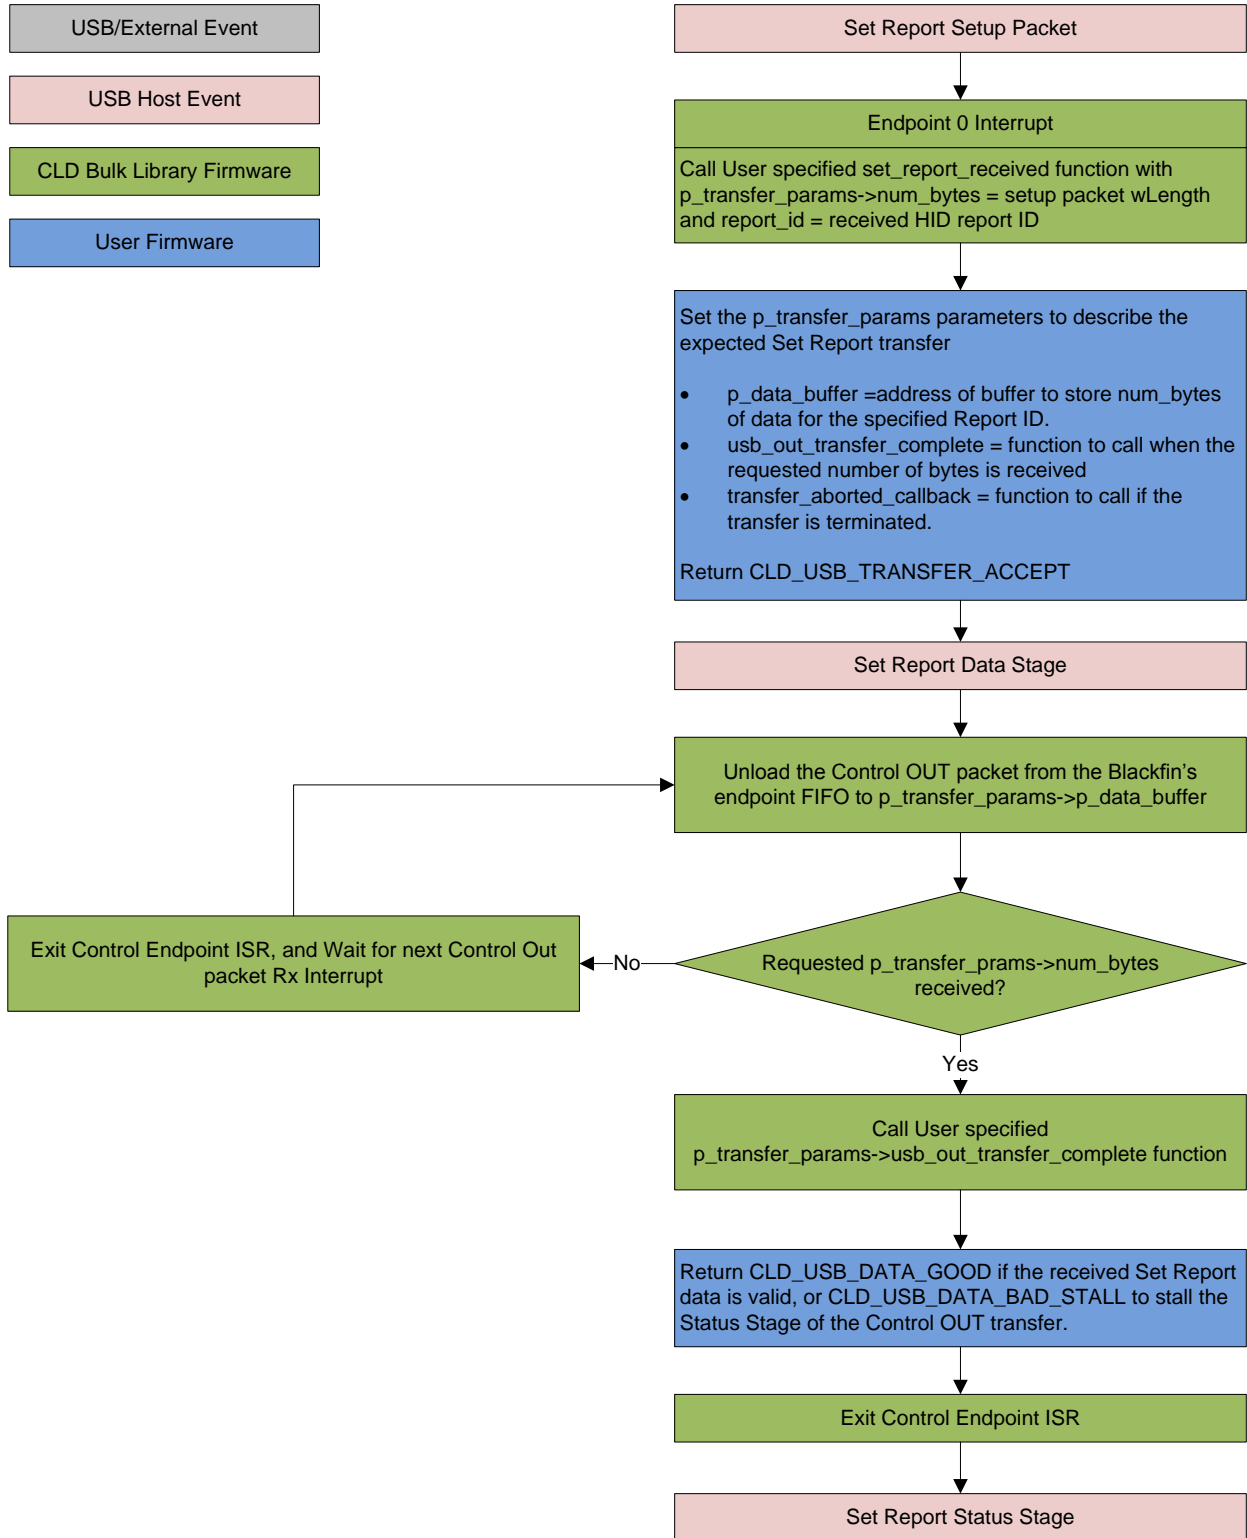 USB/External Event
USB Host Event
CLD Bulk Library Firmware
User Firmware
Set Report Setup Packet
Endpoint 0 Interrupt
Call User specified set_report_received function with
p_transfer_params->num_bytes = setup packet wLength
and report_id = received HID report ID
Set the p_transfer_params parameters to describe the
expected Set Report transfer
• p_data_buffer =address of buffer to store num_bytes
of data for the specified Report ID.
• usb_out_transfer_complete = function to call when the
requested number of bytes is received
• transfer_aborted_callback = function to call if the
transfer is terminated.
Return CLD_USB_TRANSFER_ACCEPT
Set Report Data Stage
Unload the Control OUT packet from the Blackfin’s
endpoint FIFO to p_transfer_params->p_data_buffer
Requested p_transfer_prams->num_bytes
received?
No
Exit Control Endpoint ISR, and Wait for next Control Out
packet Rx Interrupt
Yes
Call User specified
p_transfer_params->usb_out_transfer_complete function
Return CLD_USB_DATA_GOOD if the received Set Report
data is valid, or CLD_USB_DATA_BAD_STALL to stall the
Status Stage of the Control OUT transfer.
Exit Control Endpoint ISR
Set Report Status Stage